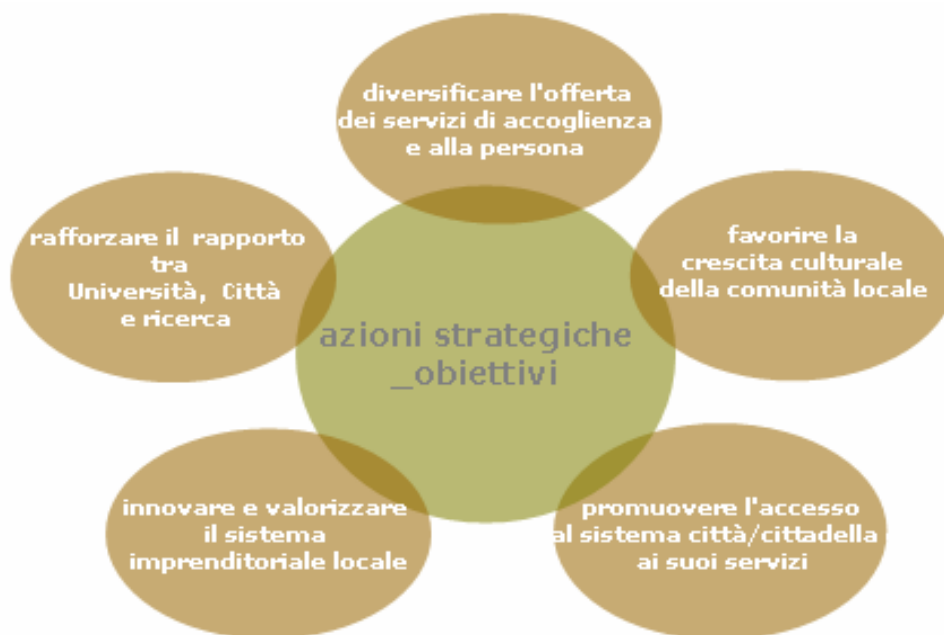 diversificare l'offerta
dei servizi di accoglienza
e alla persona
rafforzare il rapporto
tra
Università, Città
e ricerca
favorire la
crescita culturale
della comunità locale
azioni strategiche
_obiettivi
innovare e valorizzare
il sistema
imprenditoriale locale
promuovere l'accesso
al sistema città/cittadella
ai suoi servizi